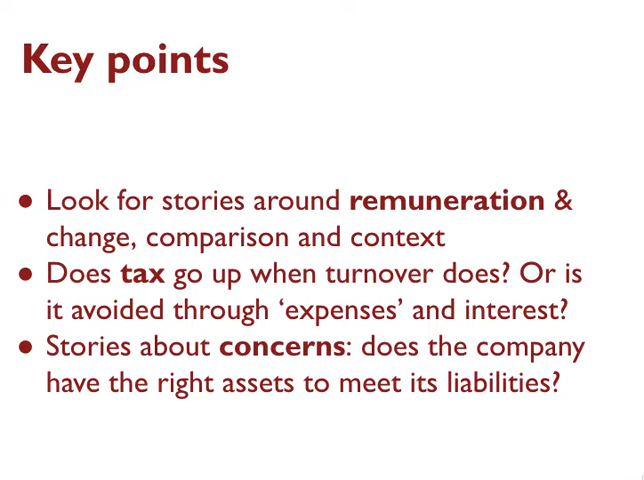 Key points
● Look for stories around remuneration &
change, comparison and context
● Does tax go up when turnover does? Or is
it avoided through ‘expenses’ and interest?
● Stories about concerns: does the company
have the right assets to meet its liabilities?